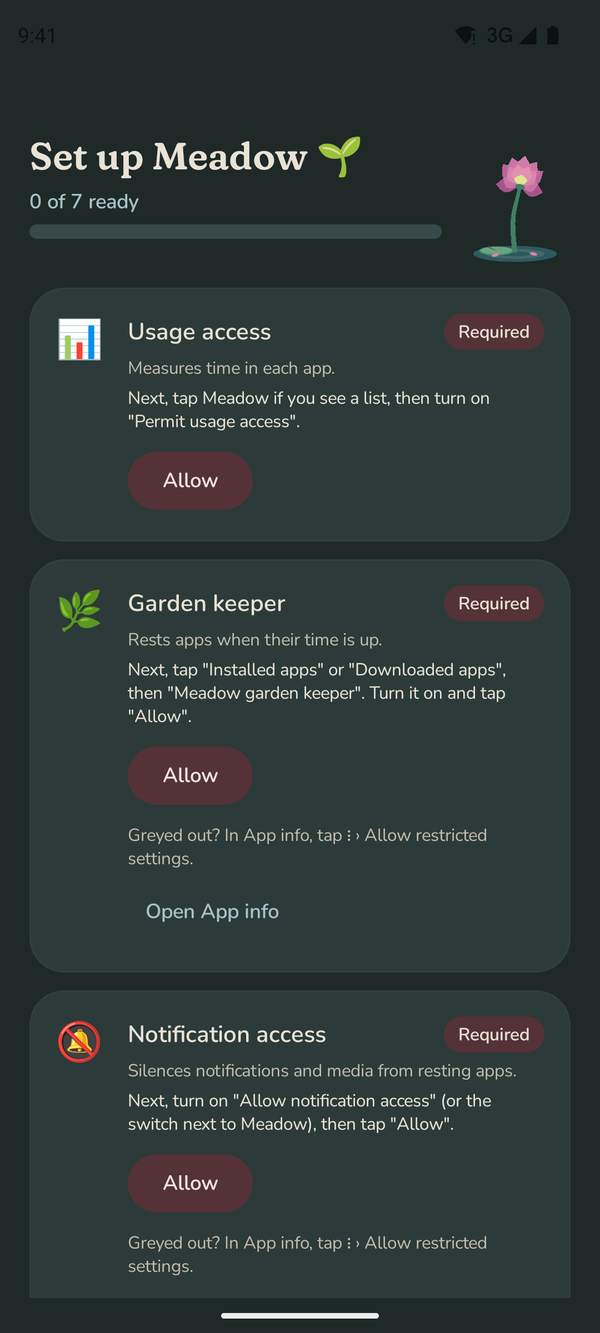 9:41
3G
Set up Meadow 🌱
0 of 7 ready
Usage access
Required
Measures time in each app.
Next, tap Meadow if you see a list, then turn on
"Permit usage access".
Allow
Garden keeper
Required
Rests apps when their time is up.
Next, tap "Installed apps" or "Downloaded apps",
then "Meadow garden keeper". Turn it on and tap
"Allow".
Allow
Greyed out? In App info, tap ⋮ › Allow restricted
settings.
Open App info
Notification access
Required
Silences notifications and media from resting apps.
Next, turn on "Allow notification access" (or the
switch next to Meadow), then tap "Allow".
Allow
Greyed out? In App info, tap ⋮ › Allow restricted
settings.